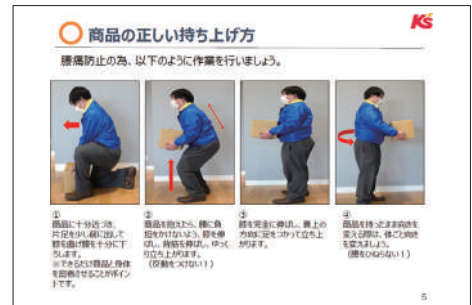 商品の正しい持ち上げ方
K's
腰痛防止の為、以下のように作業を行いましょう。
①
商品に十分近づき、
片足を少し前に出して
膝を曲げ腰を十分に下
ろします。
※できるだけ商品と身体
を密着させることがポイン
トです。
②
商品を抱えたら、腰に負
担をかけないよう、膝を伸
ばし、背筋を伸ばし、ゆっく
り立ち上がります。
（反動をつけない！）
③
膝を完全に伸ばし、真上の
方向に足をつかって立ち上
がります。
④
商品を持ったまま向きを
変える際は、体ごと向き
を変えましょう。
（腰をひねらない！）
5